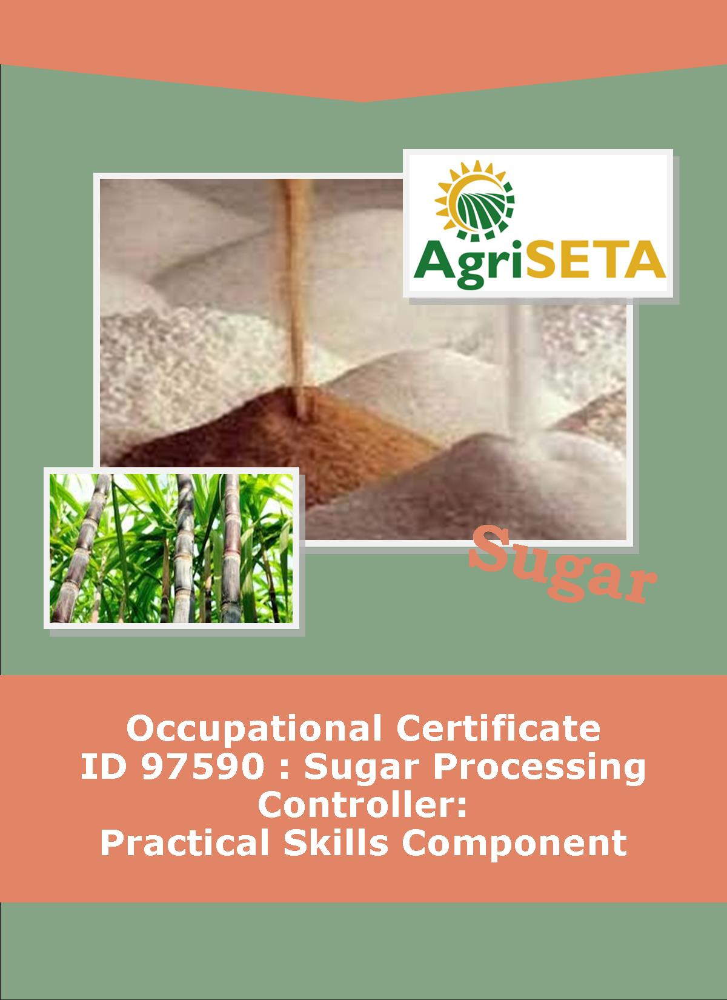 AgriSETA
Sugar
Occupational Certificate
ID 97590 : Sugar Processing
Controller:
Practical Skills Component